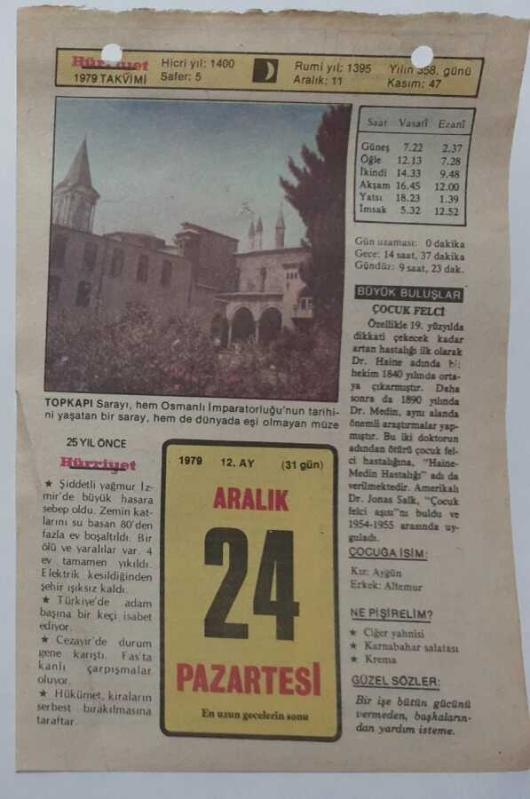 Hürriyet
1979 TAKVİMİ
Hicri yıl: 1400
Safer: 5
Rumi yıl: 1395
Aralık: 11
Yılın 358. günü
Kasım: 47
Saat Vasatî Ezanî
Güneş 7.22 2.37
Öğle 12.13 7.28
İkindi 14.33 9.48
Akşam 16.45 12.00
Yatsı 18.23 1.39
İmsak 5.32 12.52
Gün uzaması: 0 dakika
Gece: 14 saat, 37 dakika
Gündüz: 9 saat, 23 dak.
TOPKAPI Sarayı, hem Osmanlı İmparatorluğu'nun tarihi-
ni yaşatan bir saray, hem de dünyada eşi olmayan müze
BÜYÜK BULUŞLAR
ÇOCUK FELCİ
Özellikle 19. yüzyılda
dikkati çekecek kadar
artan hastalığı ilk olarak
Dr. Haine adında bir
hekim 1840 yılında orta-
ya çıkarmıştır. Daha
sonra da 1890 yılında
Dr. Medin, aynı alanda
önemli araştırmalar yap-
mıştır. Bu iki doktorun
adından ötürü çocuk fel-
ci hastalığına, "Haine-
Medin Hastalığı" adı da
verilmektedir. Amerikalı
Dr. Jonas Salk, "Çocuk
felci aşısı"nı buldu ve
1954-1955 arasında uy-
guladı.
ÇOCUĞA İSİM:
Kız: Aygün
Erkek: Altemur
NE PİŞİRELİM?
★ Ciğer yahnisi
★ Karnabahar salatası
★ Krema
GÜZEL SÖZLER:
Bir işe bütün gücünü
vermeden, başkaların-
dan yardım isteme.
25 YIL ÖNCE
Hürriyet
★ Şiddetli yağmur İz-
mir'de büyük hasara
sebep oldu. Zemin kat-
larını su basan 80'den
fazla ev boşaltıldı. Bir
ölü ve yaralılar var. 4
ev tamamen yıkıldı.
Elektrik kesildiğinden
şehir ışıksız kaldı.
★ Türkiye'de adam
başına bir keçi isabet
ediyor.
★ Cezayir'de durum
gene karıştı. Fas'ta
kanlı çarpışmalar
oluyor.
★ Hükümet, kiraların
serbest bırakılmasına
taraftar.
1979 12. AY (31 gün)
ARALIK
24
PAZARTESİ
En uzun gecelerin sonu